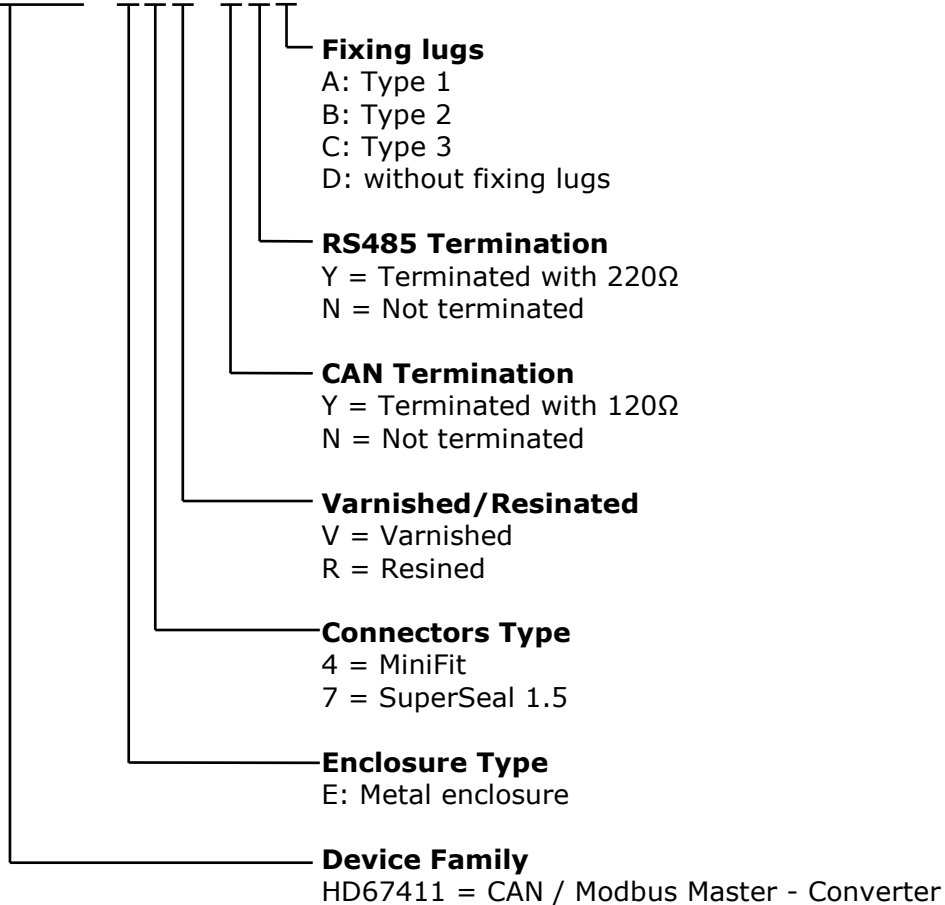 Fixing lugs
A: Type 1
B: Type 2
C: Type 3
D: without fixing lugs
RS485 Termination
Y = Terminated with 220Ω
N = Not terminated
CAN Termination
Y = Terminated with 120Ω
N = Not terminated
Varnished/Resinated
V = Varnished
R = Resined
Connectors Type
4 = MiniFit
7 = SuperSeal 1.5
Enclosure Type
E: Metal enclosure
Device Family
HD67411 = CAN / Modbus Master - Converter